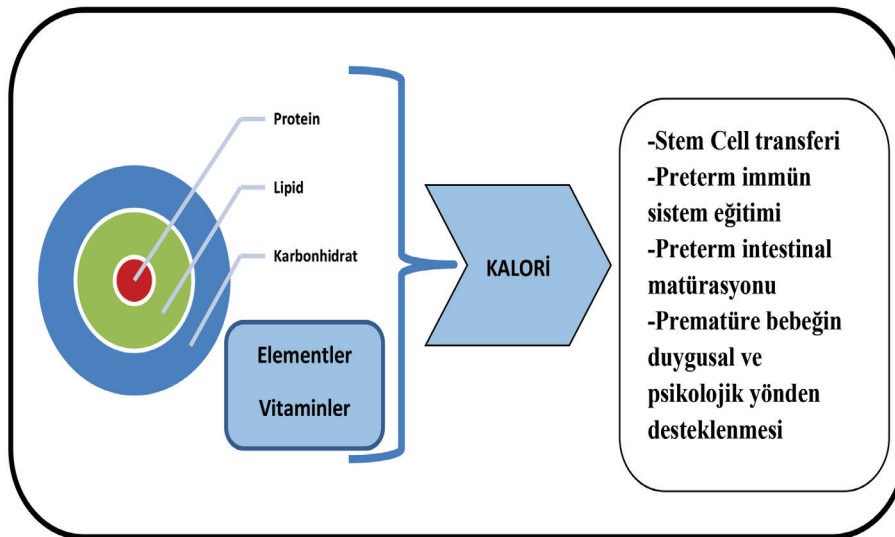 Protein
Lipid
Karbonhidrat
Elementler
Vitaminler
KALORİ
-Stem Cell transferi
-Preterm immün
sistem eğitimi
-Preterm intestinal
matürasyonu
-Prematüre bebeğin
duygusal ve
psikolojik yönden
desteklenmesi